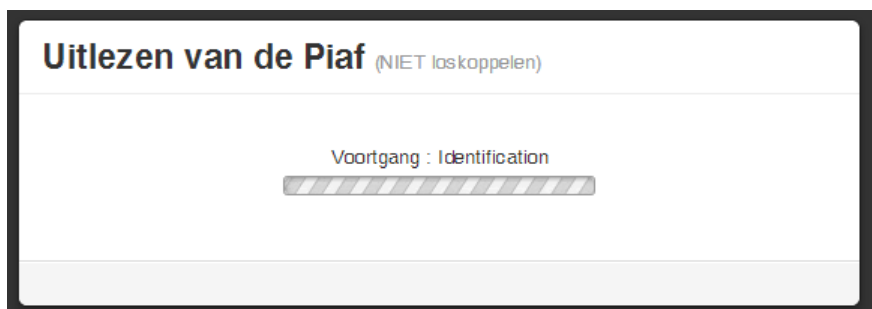 Uitlezen van de Piaf (NIET loskoppelen)
Voortgang : Identification